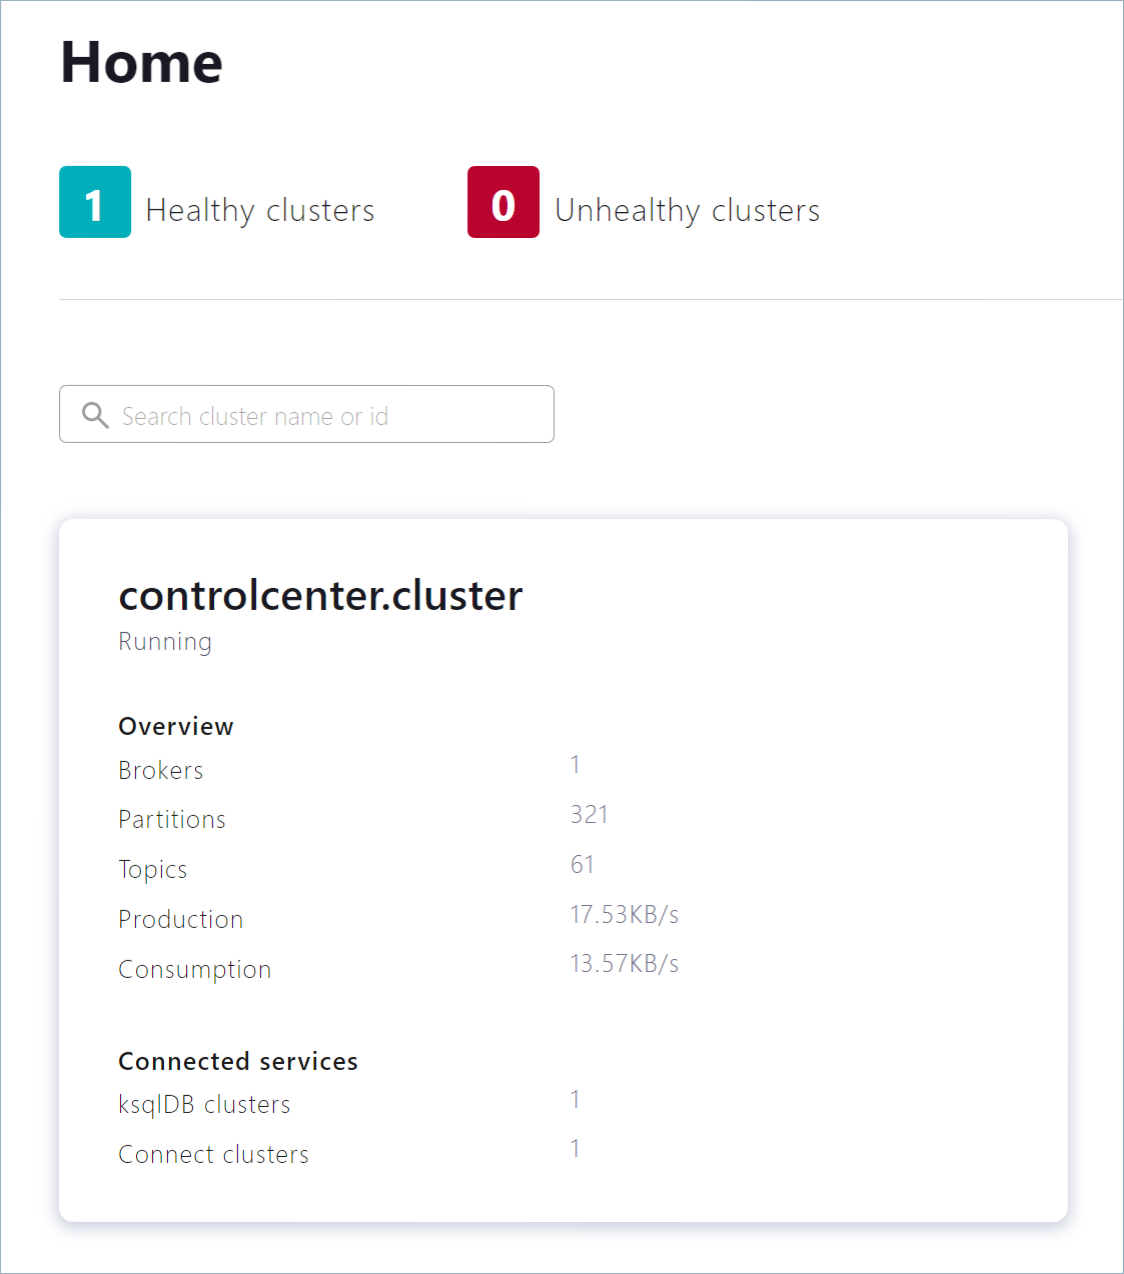 Home
1 Healthy clusters 0 Unhealthy clusters
Search cluster name or id
controlcenter.cluster
Running
Overview
Brokers 1
Partitions 321
Topics 61
Production 17.53KB/s
Consumption 13.57KB/s
Connected services
ksqlDB clusters 1
Connect clusters 1